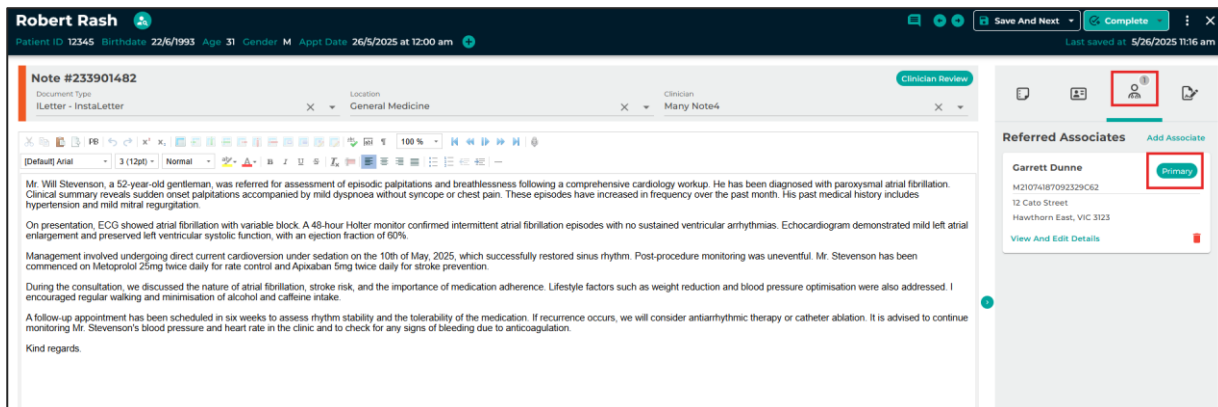 Robert Rash
Save And Next
Complete
Patient ID 12345 Birthdate 22/6/1993 Age 31 Gender M Appt Date 26/5/2025 at 12:00 am
Last saved at 5/26/2025 11:16 am
Note #233901482
Clinician Review
Document Type
ILetter - InstaLetter
Location
General Medicine
Clinician
Many Note4
1
100 %
[Default] Arial
3 (12pt)
Normal
B I U S
Mr. Will Stevenson, a 52-year-old gentleman, was referred for assessment of episodic palpitations and breathlessness following a comprehensive cardiology workup. He has been diagnosed with paroxysmal atrial fibrillation.
Clinical summary reveals sudden onset palpitations accompanied by mild dyspnoea without syncope or chest pain. These episodes have increased in frequency over the past month. His past medical history includes
hypertension and mild mitral regurgitation.
On presentation, ECG showed atrial fibrillation with variable block. A 48-hour Holter monitor confirmed intermittent atrial fibrillation episodes with no sustained ventricular arrhythmias. Echocardiogram demonstrated mild left atrial
enlargement and preserved left ventricular systolic function, with an ejection fraction of 60%.
Management involved undergoing direct current cardioversion under sedation on the 10th of May, 2025, which successfully restored sinus rhythm. Post-procedure monitoring was uneventful. Mr. Stevenson has been
commenced on Metoprolol 25mg twice daily for rate control and Apixaban 5mg twice daily for stroke prevention.
During the consultation, we discussed the nature of atrial fibrillation, stroke risk, and the importance of medication adherence. Lifestyle factors such as weight reduction and blood pressure optimisation were also addressed. I
encouraged regular walking and minimisation of alcohol and caffeine intake.
A follow-up appointment has been scheduled in six weeks to assess rhythm stability and the tolerability of the medication. If recurrence occurs, we will consider antiarrhythmic therapy or catheter ablation. It is advised to continue
monitoring Mr. Stevenson's blood pressure and heart rate in the clinic and to check for any signs of bleeding due to anticoagulation.
Kind regards.
Referred Associates
Add Associate
Garrett Dunne
Primary
M21074187092329C62
12 Cato Street
Hawthorn East, VIC 3123
View And Edit Details